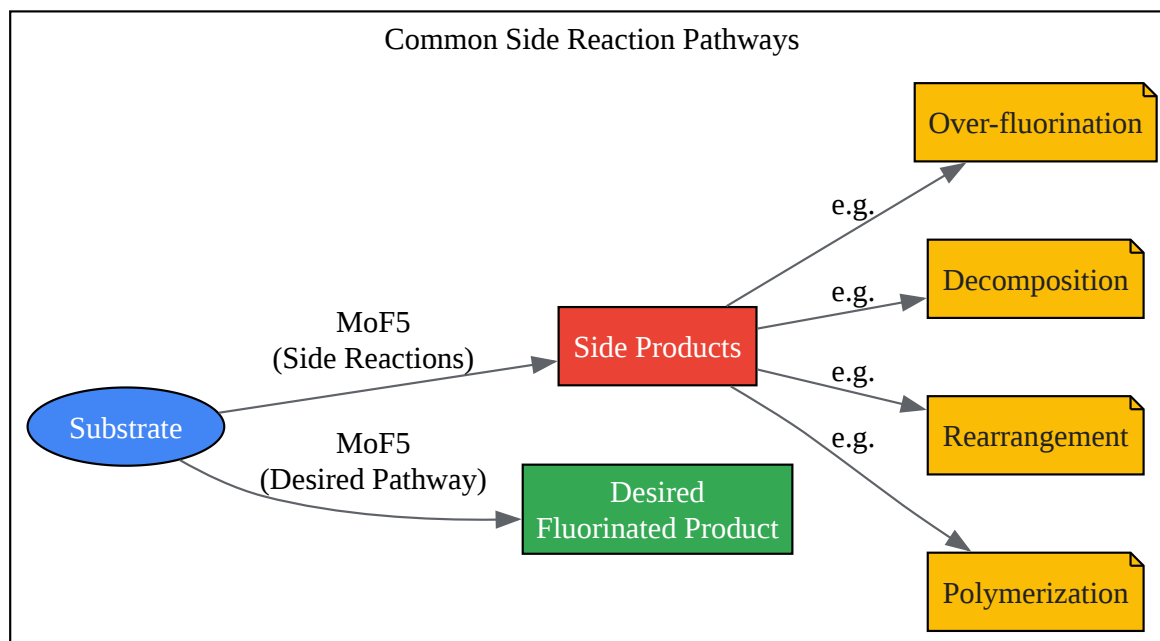 Common Side Reaction Pathways
Over-fluorination
e.g.
Decomposition
e.g.
MoF5
(Side Reactions)
Side Products
e.g.
Rearrangement
Substrate
MoF5
(Desired Pathway)
e.g.
Desired
Fluorinated Product
Polymerization